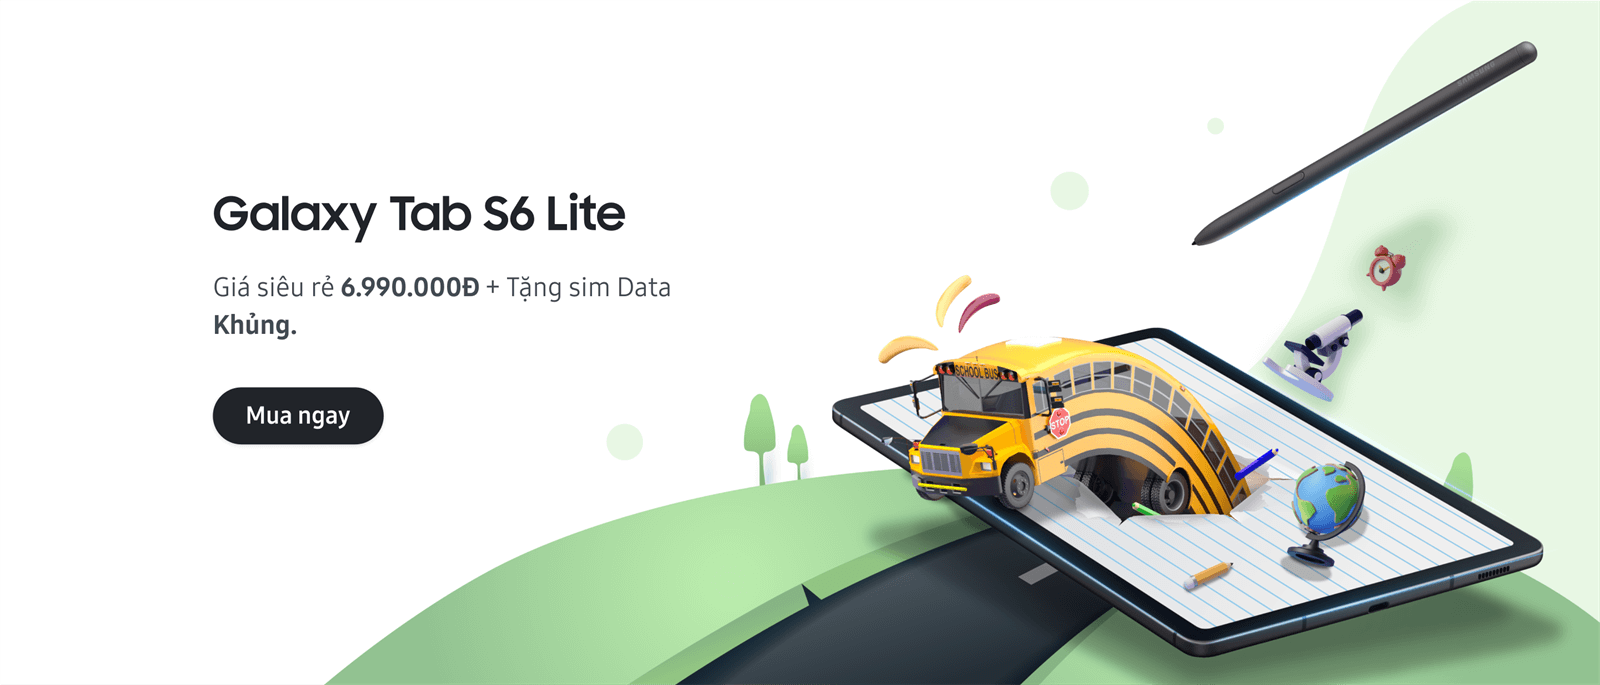 Galaxy Tab S6 Lite
Giá siêu rẻ 6.990.000Đ + Tặng sim Data
Khủng.
Mua ngay
SAMSUNG
SCHOOL BUS
STOP